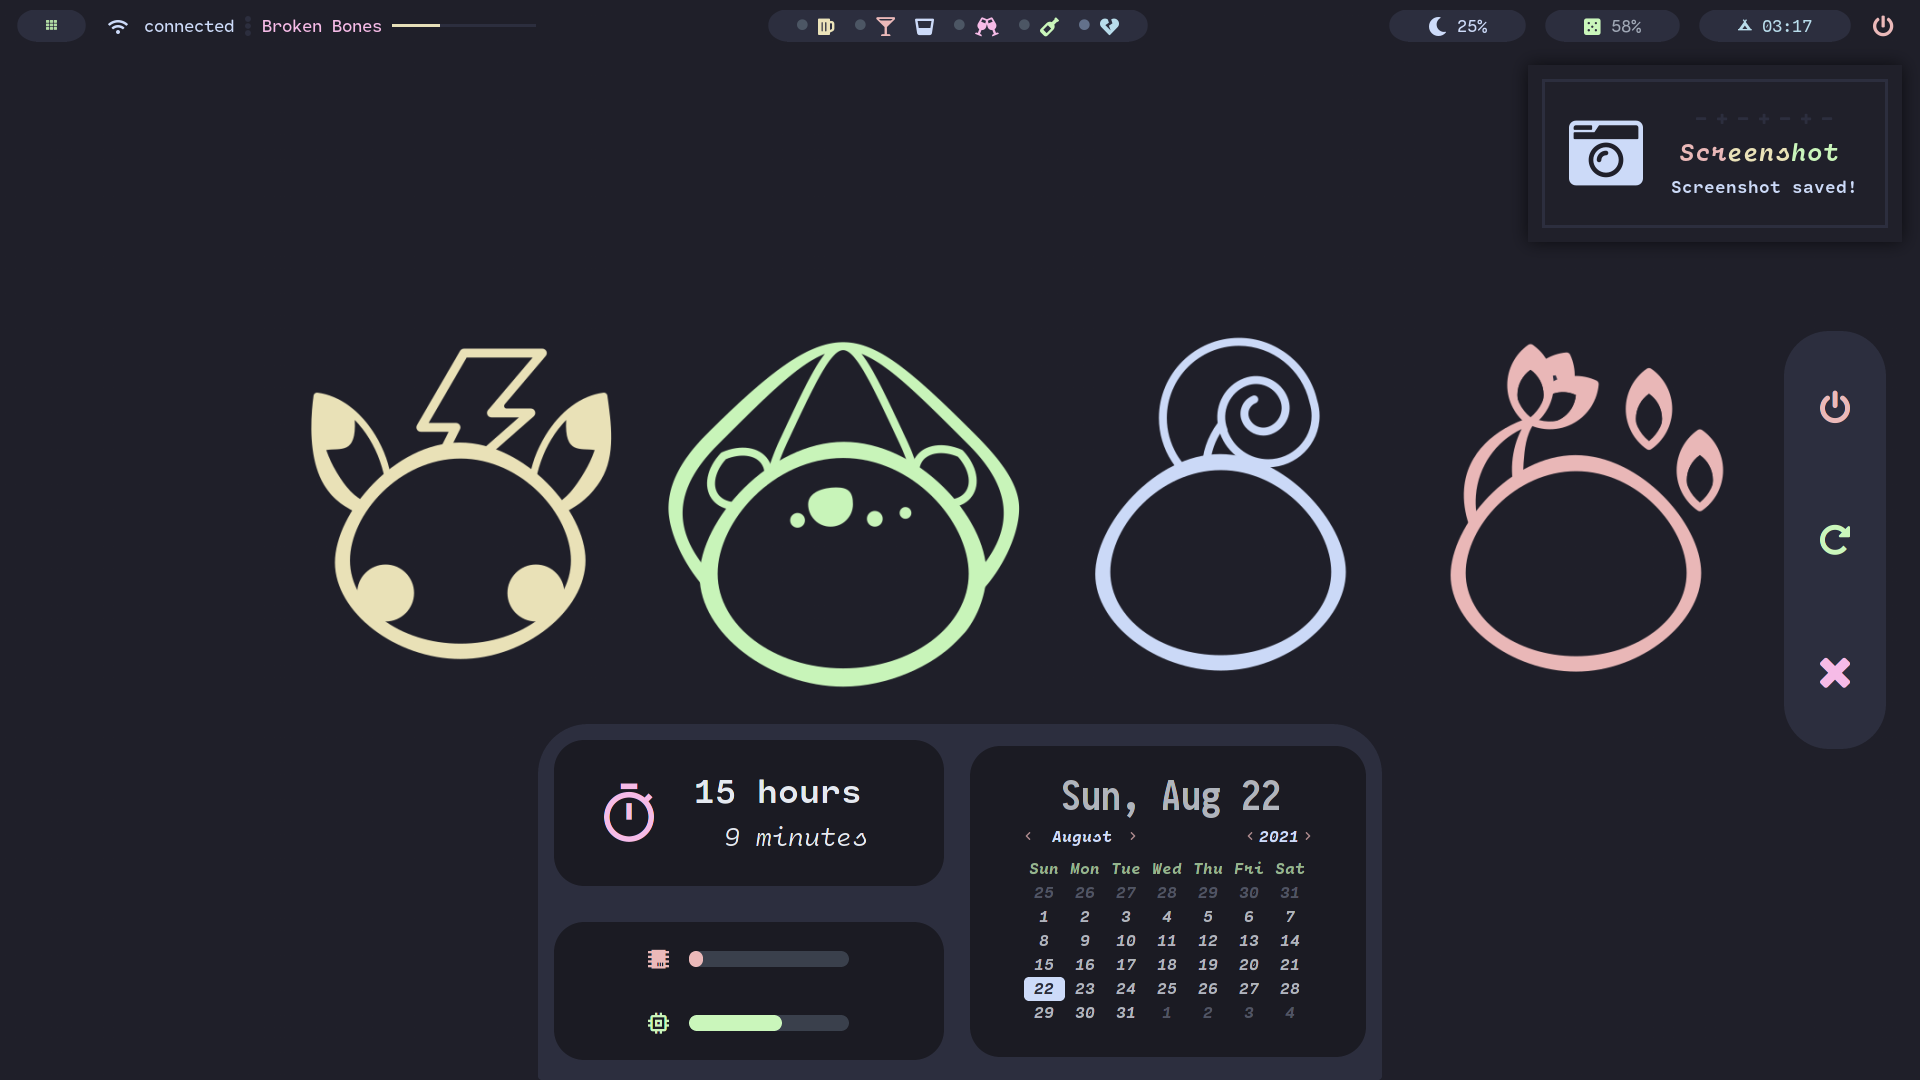 connected
Broken Bones
25%
58%
03:17
- + - + - + -
Screenshot
Screenshot saved!
15 hours
9 minutes
Sun, Aug 22
‹ August › ‹ 2021 ›
Sun Mon Tue Wed Thu Fri Sat
25 26 27 28 29 30 31
1 2 3 4 5 6 7
8 9 10 11 12 13 14
15 16 17 18 19 20 21
22 23 24 25 26 27 28
29 30 31 1 2 3 4